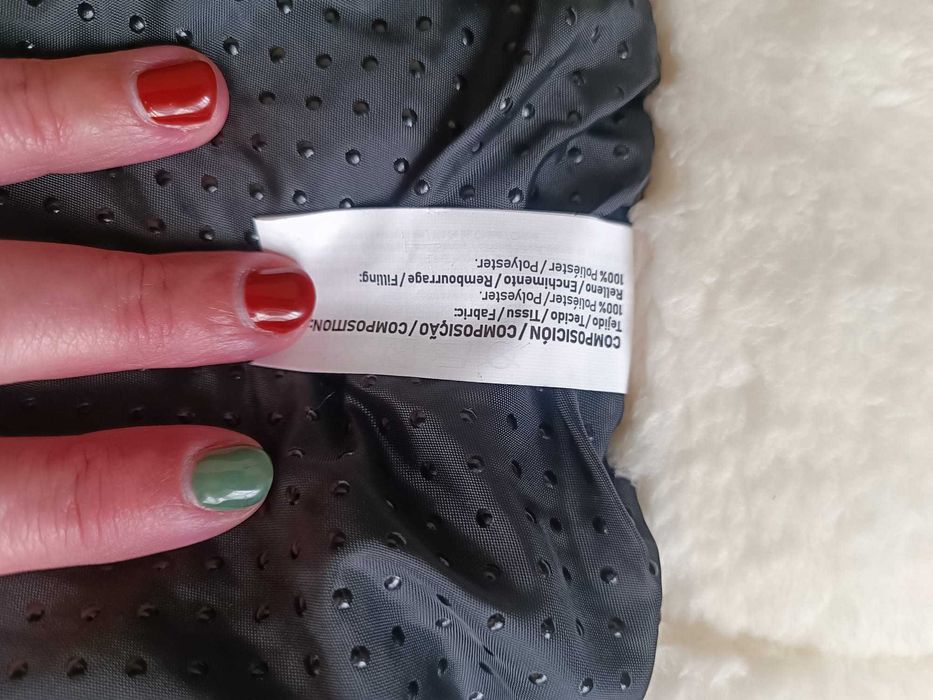 COMPOSICIÓN / COMPOSIÇÃO / COMPOSITION:
Tejido / Tecido / Tissu / Fabric:
100% Poliéster / Polyester.
Relleno / Enchimento / Rembourrage / Filling:
100% Poliéster / Polyester.